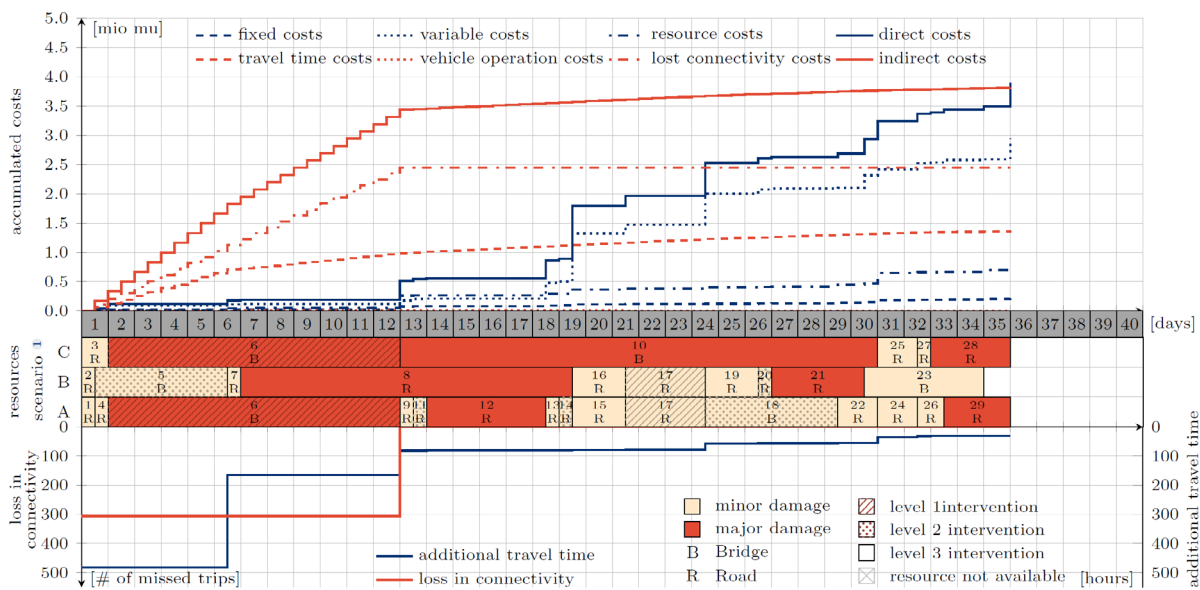 [mio mu]
fixed costs variable costs resource costs direct costs
travel time costs vehicle operation costs lost connectivity costs indirect costs
accumulated costs
5.0
4.5
4.0
3.5
3.0
2.5
2.0
1.5
1.0
0.5
0.0
1 2 3 4 5 6 7 8 9 10 11 12 13 14 15 16 17 18 19 20 21 22 23 24 25 26 27 28 29 30 31 32 33 34 35 36 37 38 39 40 [days]
resources
scenario 1
C
3 6 10 25 27 28
R B B R R R
B
2 5 7 8 16 17 19 20 21 23
R B R R R R R R R B
A
1 4 6 9 11 12 13 14 15 17 18 22 24 26 29
R R B R R R R R R R B R R R R
0 0
100 100
200 200
300 300
400 400
500 500
loss in
connectivity
additional travel time
minor damage level 1intervention
major damage level 2 intervention
B Bridge level 3 intervention
R Road resource not available
additional travel time
loss in connectivity
[# of missed trips] [hours]